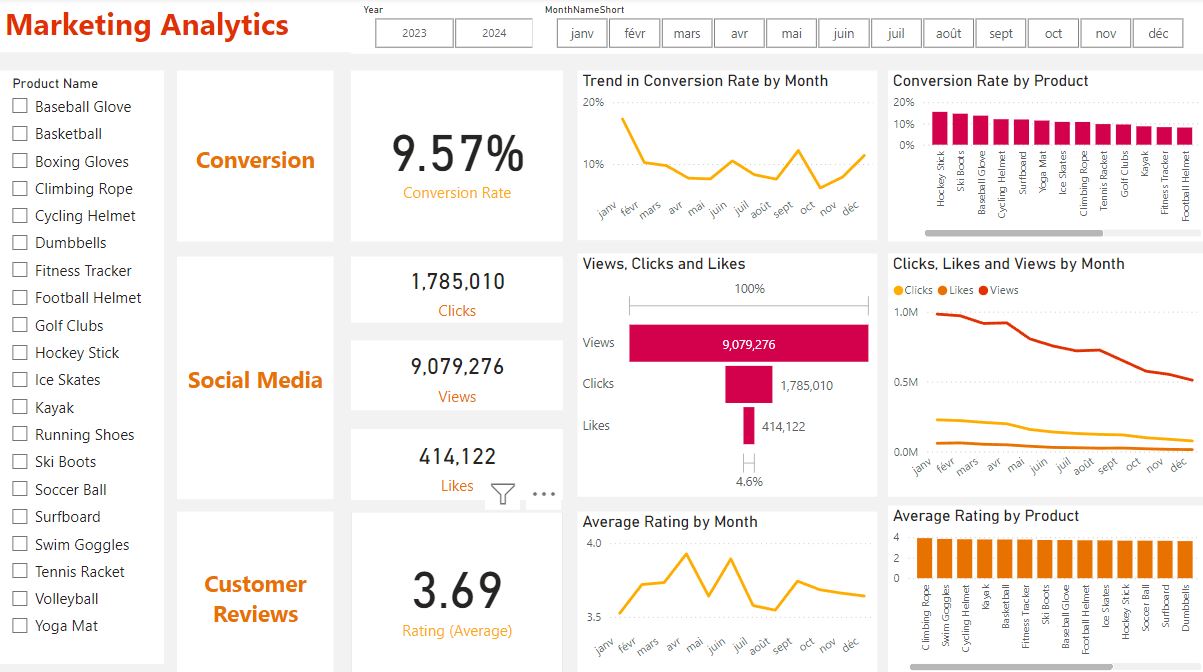 Marketing Analytics
Year
2023
2024
MonthNameShort
janv
févr
mars
avr
mai
juin
juil
août
sept
oct
nov
déc
Product Name
Baseball Glove
Basketball
Boxing Gloves
Climbing Rope
Cycling Helmet
Dumbbells
Fitness Tracker
Football Helmet
Golf Clubs
Hockey Stick
Ice Skates
Kayak
Running Shoes
Ski Boots
Soccer Ball
Surfboard
Swim Goggles
Tennis Racket
Volleyball
Yoga Mat
Conversion
9.57%
Conversion Rate
Trend in Conversion Rate by Month
20%
10%
janv
févr
mars
avr
mai
juin
juil
août
sept
oct
nov
déc
Conversion Rate by Product
20%
10%
0%
Hockey Stick
Ski Boots
Baseball Glove
Cycling Helmet
Surfboard
Yoga Mat
Ice Skates
Climbing Rope
Tennis Racket
Golf Clubs
Kayak
Fitness Tracker
Football Helmet
Social Media
1,785,010
Clicks
9,079,276
Views
414,122
Likes
Views, Clicks and Likes
100%
Views
9,079,276
Clicks
1,785,010
Likes
414,122
4.6%
Clicks, Likes and Views by Month
Clicks Likes Views
1.0M
0.5M
0.0M
janv
févr
mars
avr
mai
juin
juil
août
sept
oct
nov
déc
Customer
Reviews
3.69
Rating (Average)
Average Rating by Month
4.0
3.5
janv
févr
mars
avr
mai
juin
juil
août
sept
oct
nov
déc
Average Rating by Product
4
2
0
Climbing Rope
Swim Goggles
Cycling Helmet
Kayak
Basketball
Fitness Tracker
Ski Boots
Baseball Glove
Football Helmet
Ice Skates
Hockey Stick
Soccer Ball
Surfboard
Dumbbells